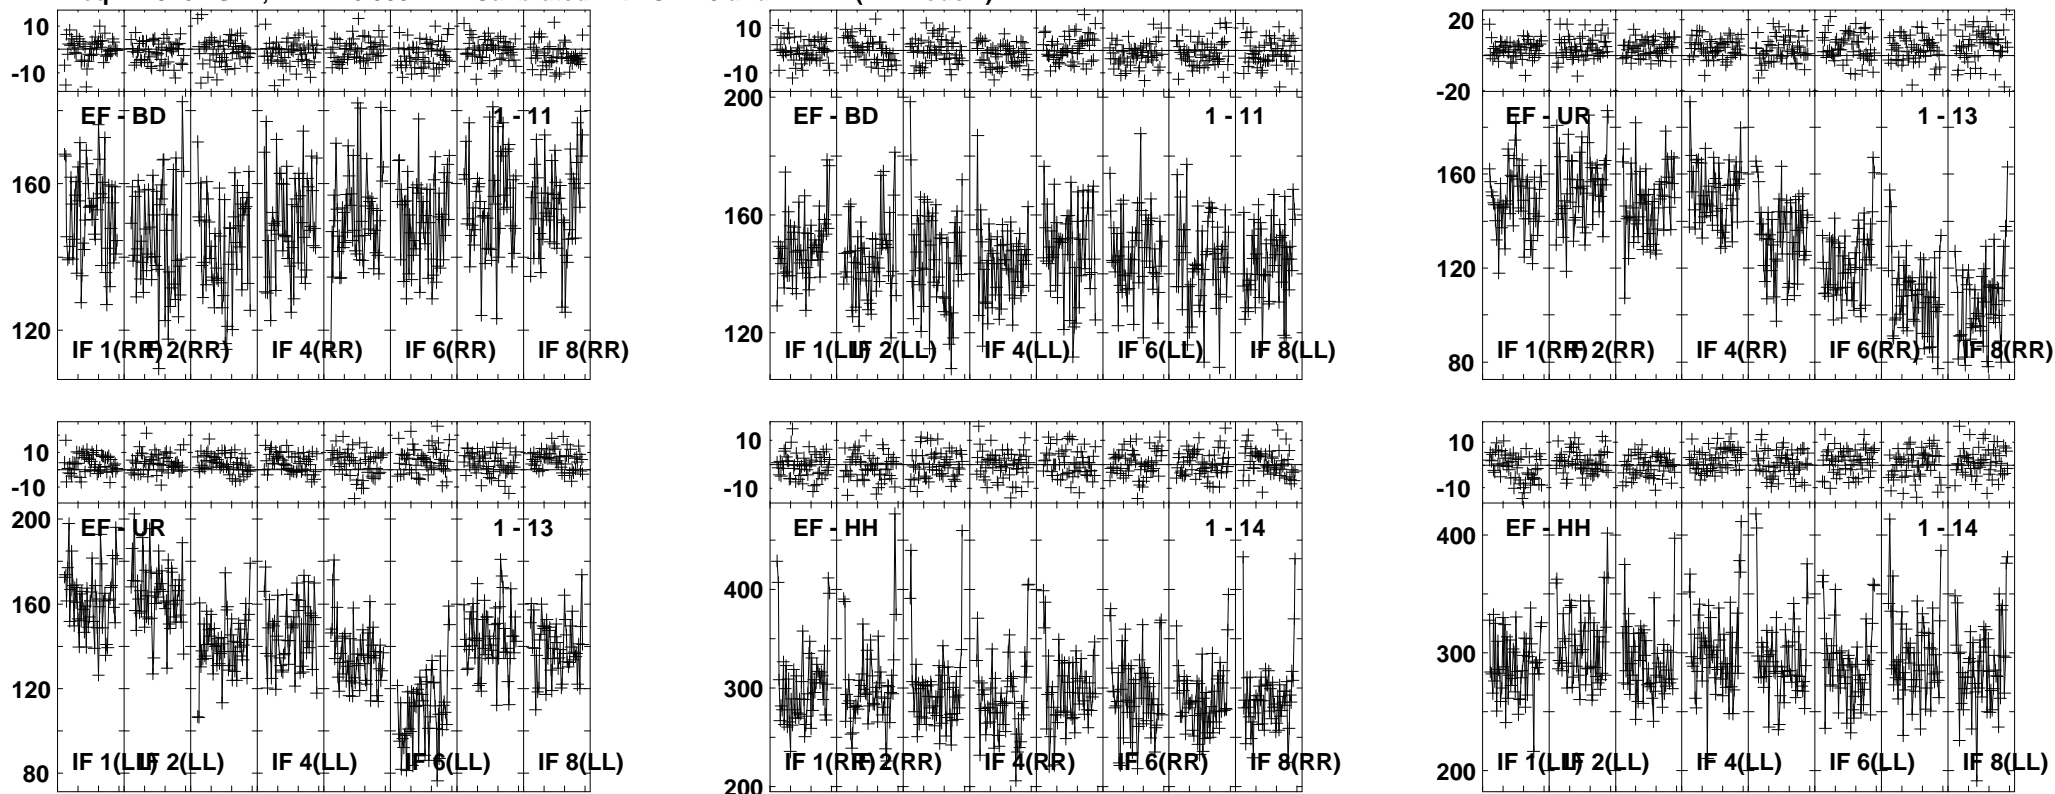 10
-10
EF - BD 1 - 11
160
120
IF 1(RR) IF 2(RR) IF 4(RR) IF 6(RR) IF 8(RR)
10
-10
200
EF - BD 1 - 11
160
120
IF 1(LL) IF 2(LL) IF 4(LL) IF 6(LL) IF 8(LL)
20
-20
EF - UR 1 - 13
160
120
80
IF 1(RR) IF 2(RR) IF 4(RR) IF 6(RR) IF 8(RR)
10
-10
200
EF - UR 1 - 13
160
120
80
IF 1(LL) IF 2(LL) IF 4(LL) IF 6(LL) IF 8(LL)
10
-10
EF - HH 1 - 14
400
300
200
IF 1(RR) IF 2(RR) IF 4(RR) IF 6(RR) IF 8(RR)
10
-10
EF - HH 1 - 14
400
300
200
IF 1(LL) IF 2(LL) IF 4(LL) IF 6(LL) IF 8(LL)